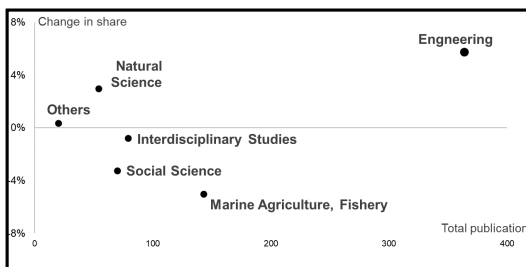 8%
Change in share
Engneering
Natural
Science
4%
Others
0%
Interdisciplinary Studies
Social Science
-4%
Marine Agriculture, Fishery
Total publication
-8%
0
100
200
300
400